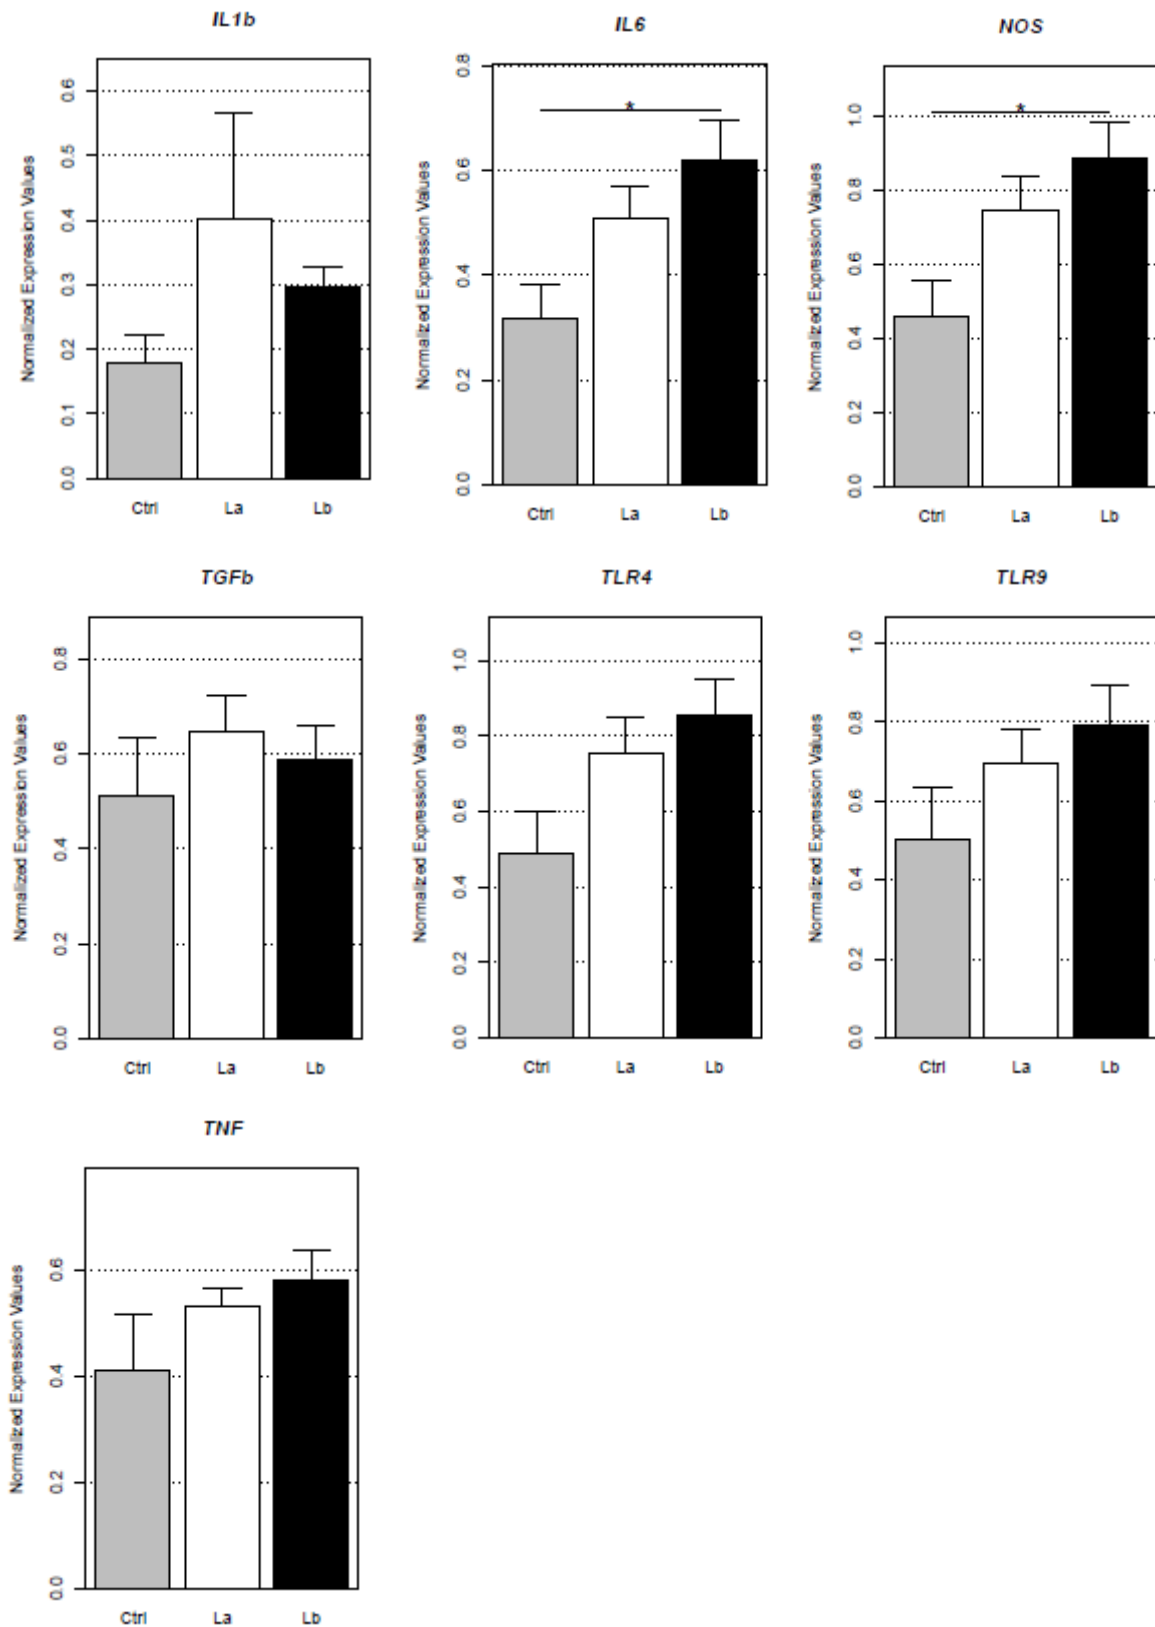 IL1b
Normalized Expression Values
0.0 0.1 0.2 0.3 0.4 0.5 0.6
Ctrl La Lb
IL6
Normalized Expression Values
0.0 0.2 0.4 0.6 0.8
*
Ctrl La Lb
NOS
Normalized Expression Values
0.0 0.2 0.4 0.6 0.8 1.0
*
Ctrl La Lb
TGFb
Normalized Expression Values
0.0 0.2 0.4 0.6 0.8
Ctrl La Lb
TLR4
Normalized Expression Values
0.0 0.2 0.4 0.6 0.8 1.0
Ctrl La Lb
TLR9
Normalized Expression Values
0.0 0.2 0.4 0.6 0.8 1.0
Ctrl La Lb
TNF
Normalized Expression Values
0.0 0.2 0.4 0.6
Ctrl La Lb